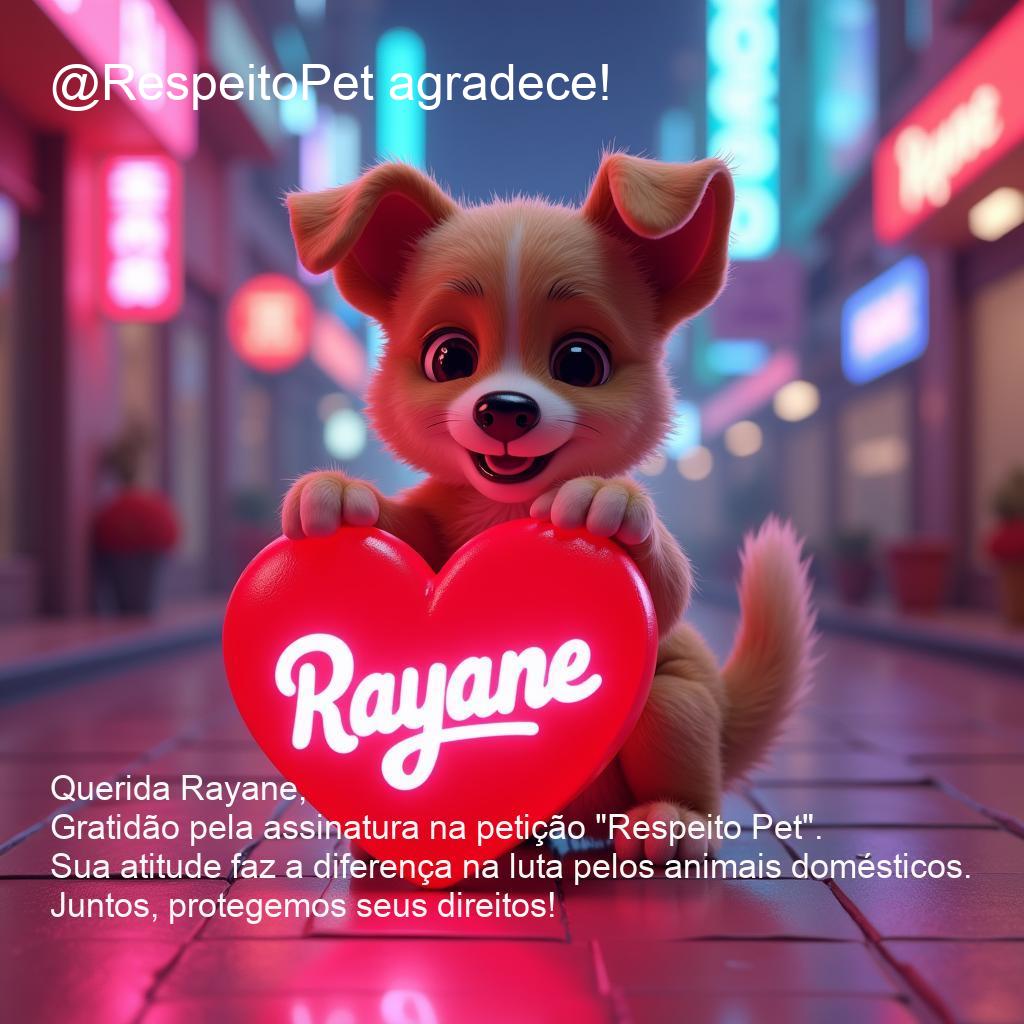 @RespeitoPet agradece!
Rayane
Querida Rayane,
Gratidão pela assinatura na petição "Respeito Pet".
Sua atitude faz a diferença na luta pelos animais domésticos.
Juntos, protegemos seus direitos!